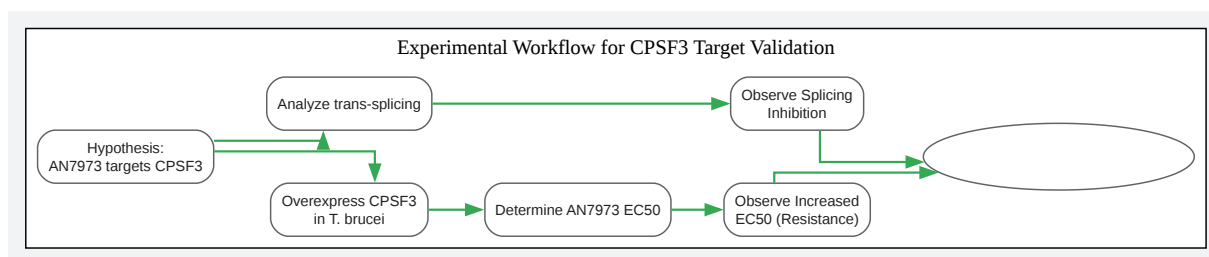 Experimental Workflow for CPSF3 Target Validation
Analyze trans-splicing
Observe Splicing
Inhibition
Hypothesis:
AN7973 targets CPSF3
Overexpress CPSF3
in T. brucei
Determine AN7973 EC50
Observe Increased
EC50 (Resistance)